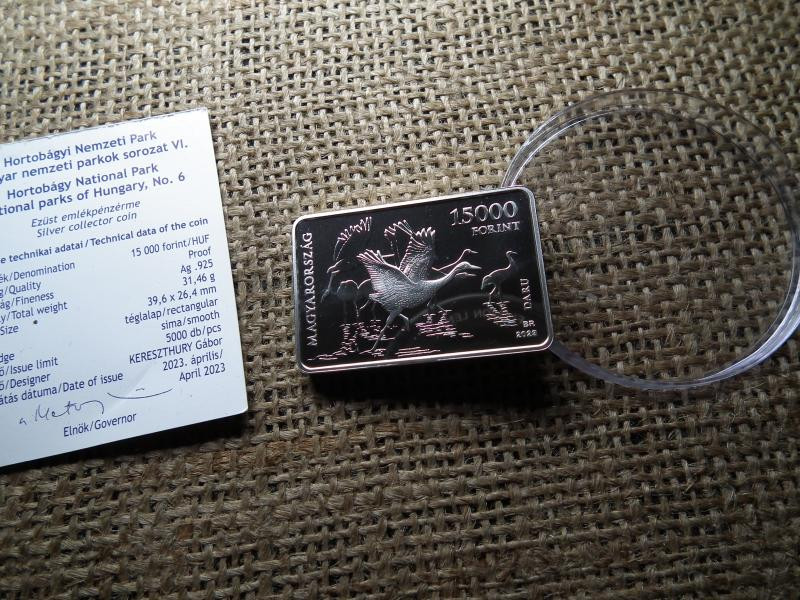 Hortobágyi Nemzeti Park
yar nemzeti parkok sorozat VI.
Hortobágy National Park
tional parks of Hungary, No. 6
Ezüst emlékpénzérme
Silver collector coin
e technikai adatai / Technical data of the coin
ék/Denomination 15 000 forint/HUF
g/Quality Proof
ág/Fineness Ag .925
y/Total weight 31,46 g
Size 39,6 x 26,4 mm
téglalap/rectangular
dge sima/smooth
ő/Issue limit 5000 db/pcs
ő/Designer KERESZTHURY Gábor
átás dátuma/Date of issue 2023. április/
April 2023
Elnök/Governor
MAGYARORSZÁG
15000
FORINT
DARU
BP.
2023